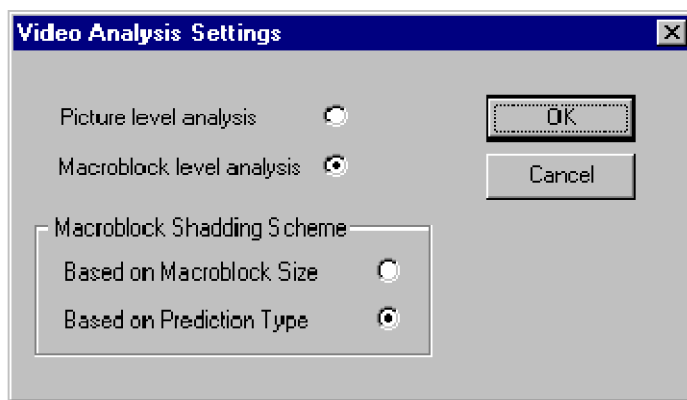 Video Analysis Settings
Picture level analysis
OK
Macroblock level analysis
Cancel
Macroblock Shadding Scheme
Based on Macroblock Size
Based on Prediction Type